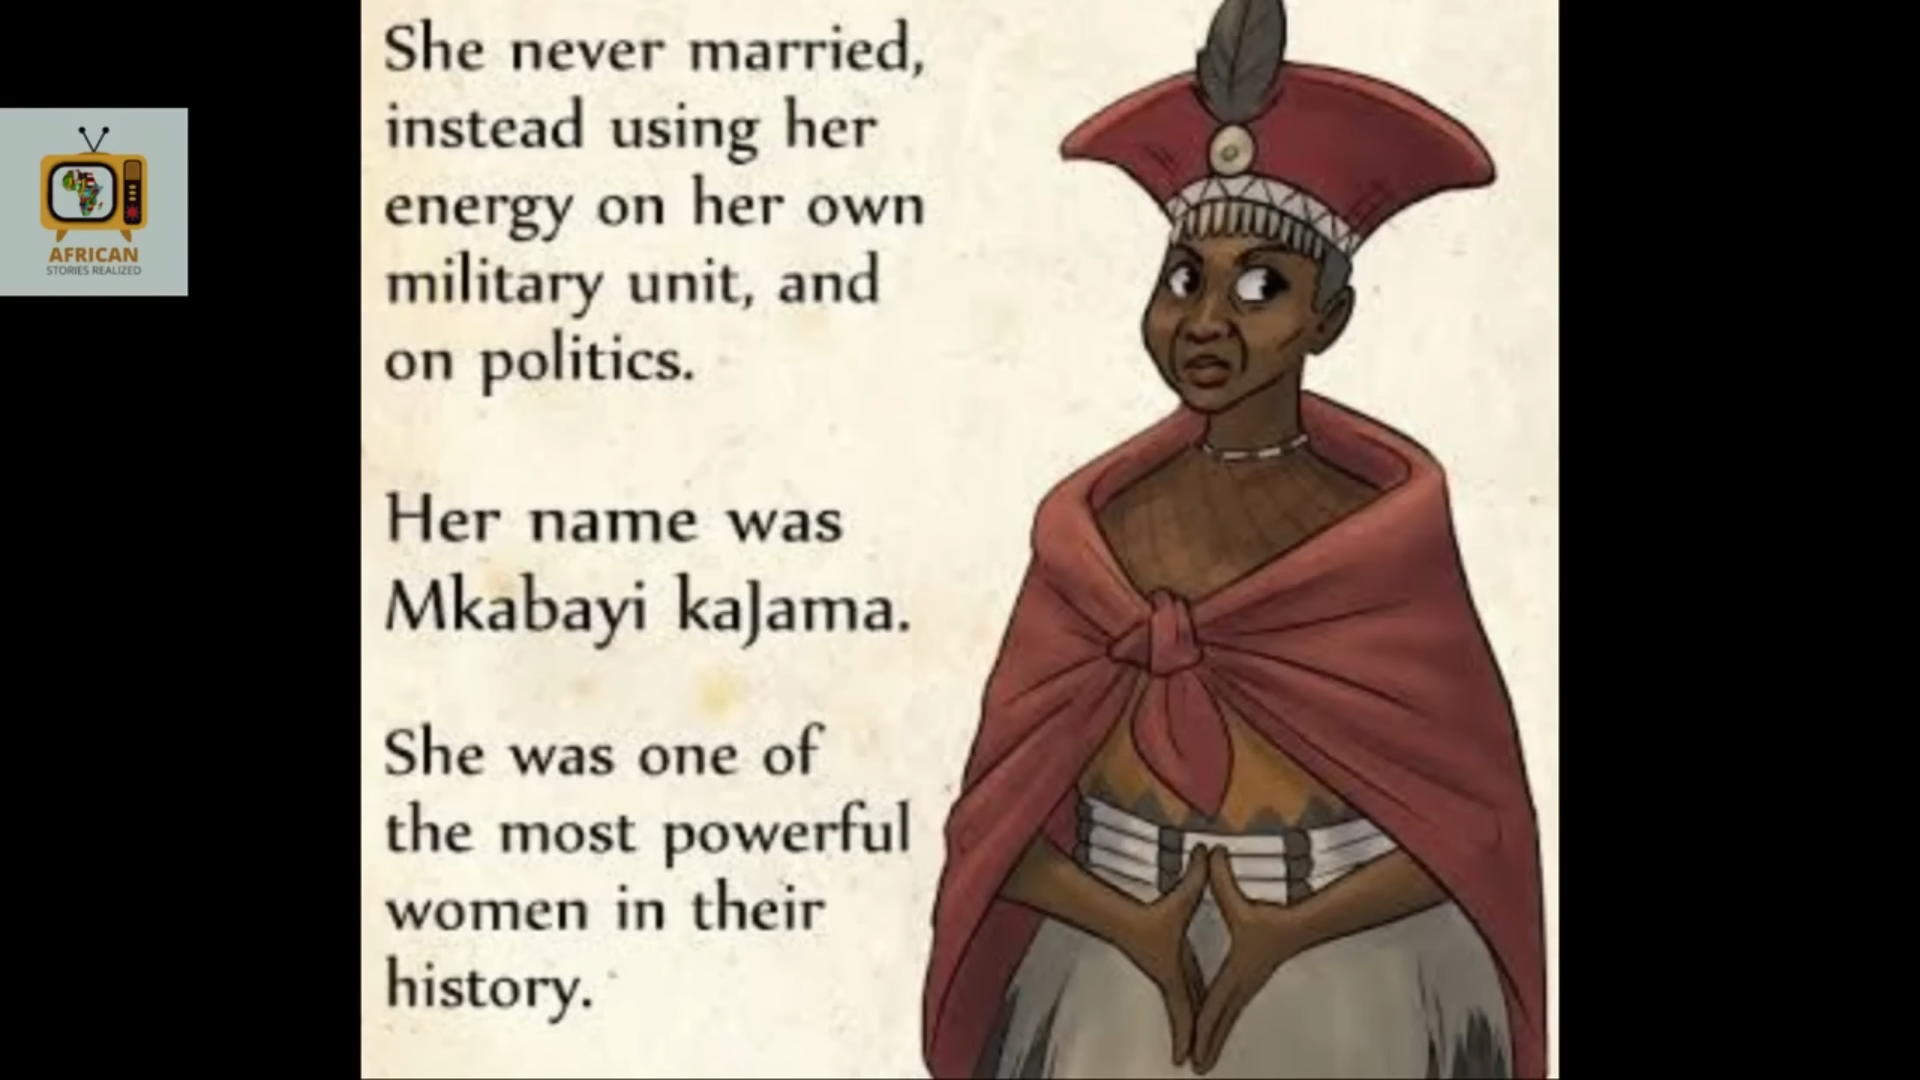 AFRICAN
STORIES REALIZED
She never married,
instead using her
energy on her own
military unit, and
on politics.
Her name was
Mkabayi kaJama.
She was one of
the most powerful
women in their
history.